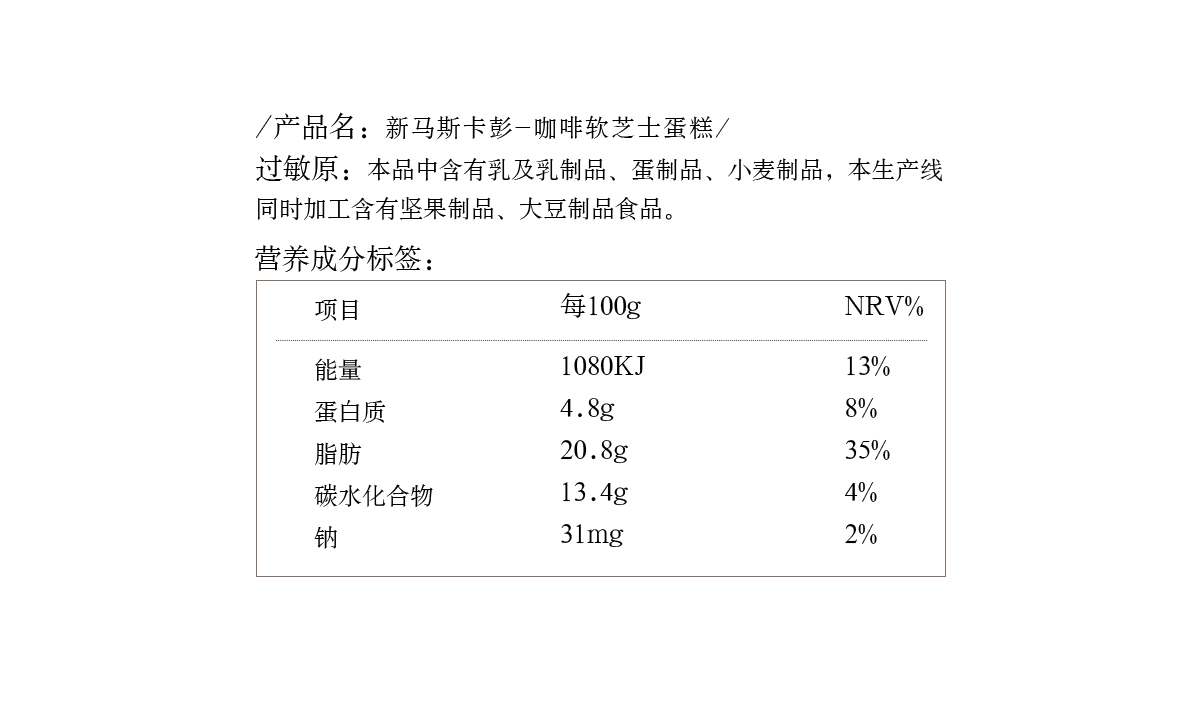 /产品名：新马斯卡彭-咖啡软芝士蛋糕/
过敏原：本品中含有乳及乳制品、蛋制品、小麦制品，本生产线
同时加工含有坚果制品、大豆制品食品。
营养成分标签：
项目 每100g NRV%
能量 1080KJ 13%
蛋白质 4.8g 8%
脂肪 20.8g 35%
碳水化合物 13.4g 4%
钠 31mg 2%